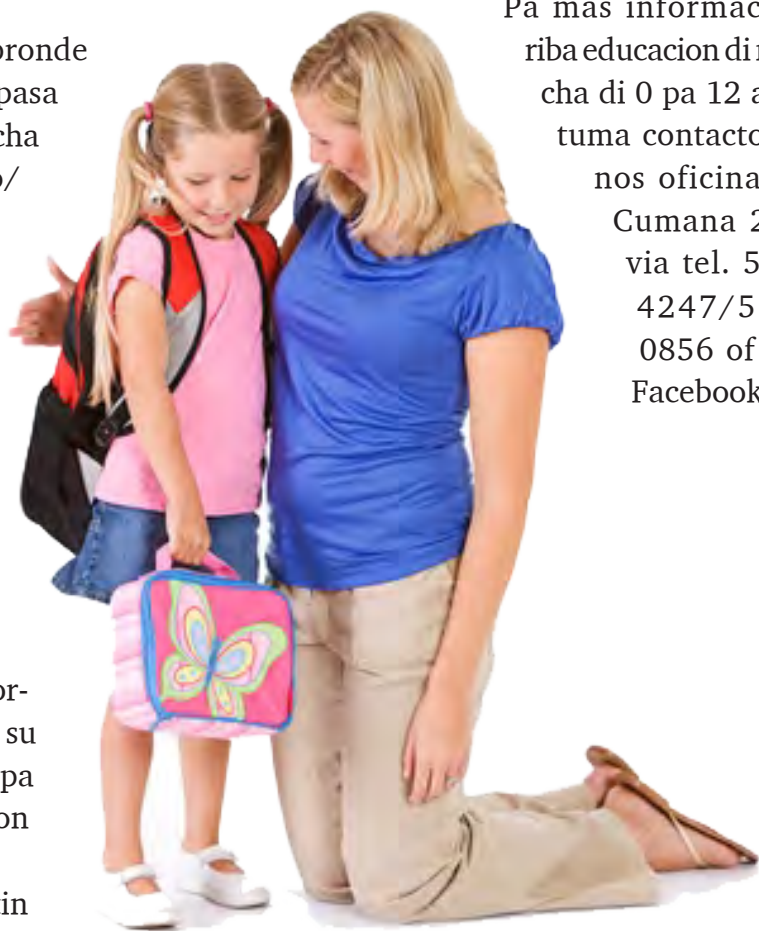 pronde
pasa
cha
o/
or-
su
pa
on
Pa mas informac
riba educacion di
cha di 0 pa 12 a
tuma contacto
nos oficina
Cumana 2
via tel. 5
4247/5
0856 of
Facebook